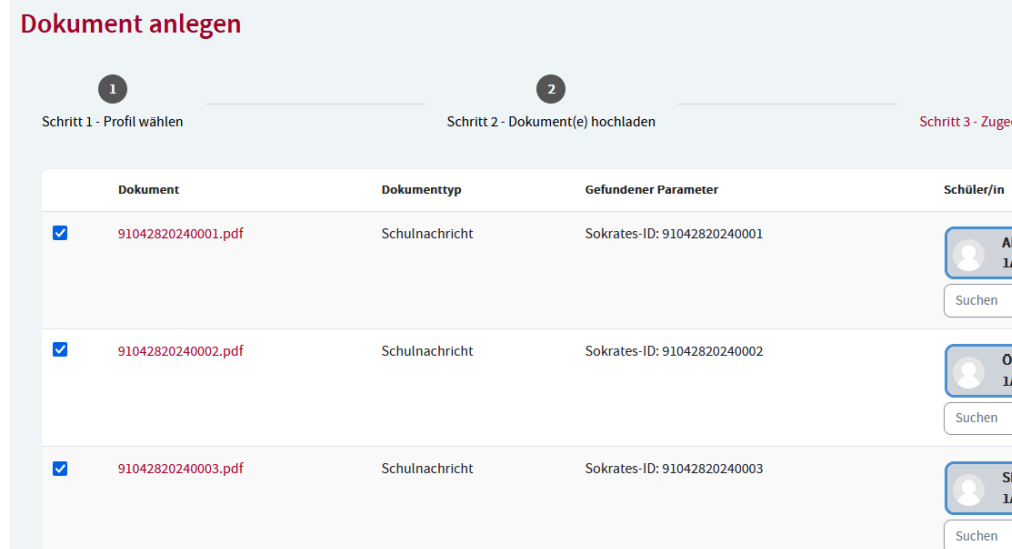 Dokument anlegen
1
2
Schritt 1 - Profil wählen
Schritt 2 - Dokument(e) hochladen
Schritt 3 -
Dokument
Dokumenttyp
Gefundener Parameter
Schüler/in
91042820240001.pdf
Schulnachricht
Sokrates-ID: 91042820240001
Suchen
91042820240002.pdf
Schulnachricht
Sokrates-ID: 91042820240002
Suchen
91042820240003.pdf
Schulnachricht
Sokrates-ID: 91042820240003
Suchen